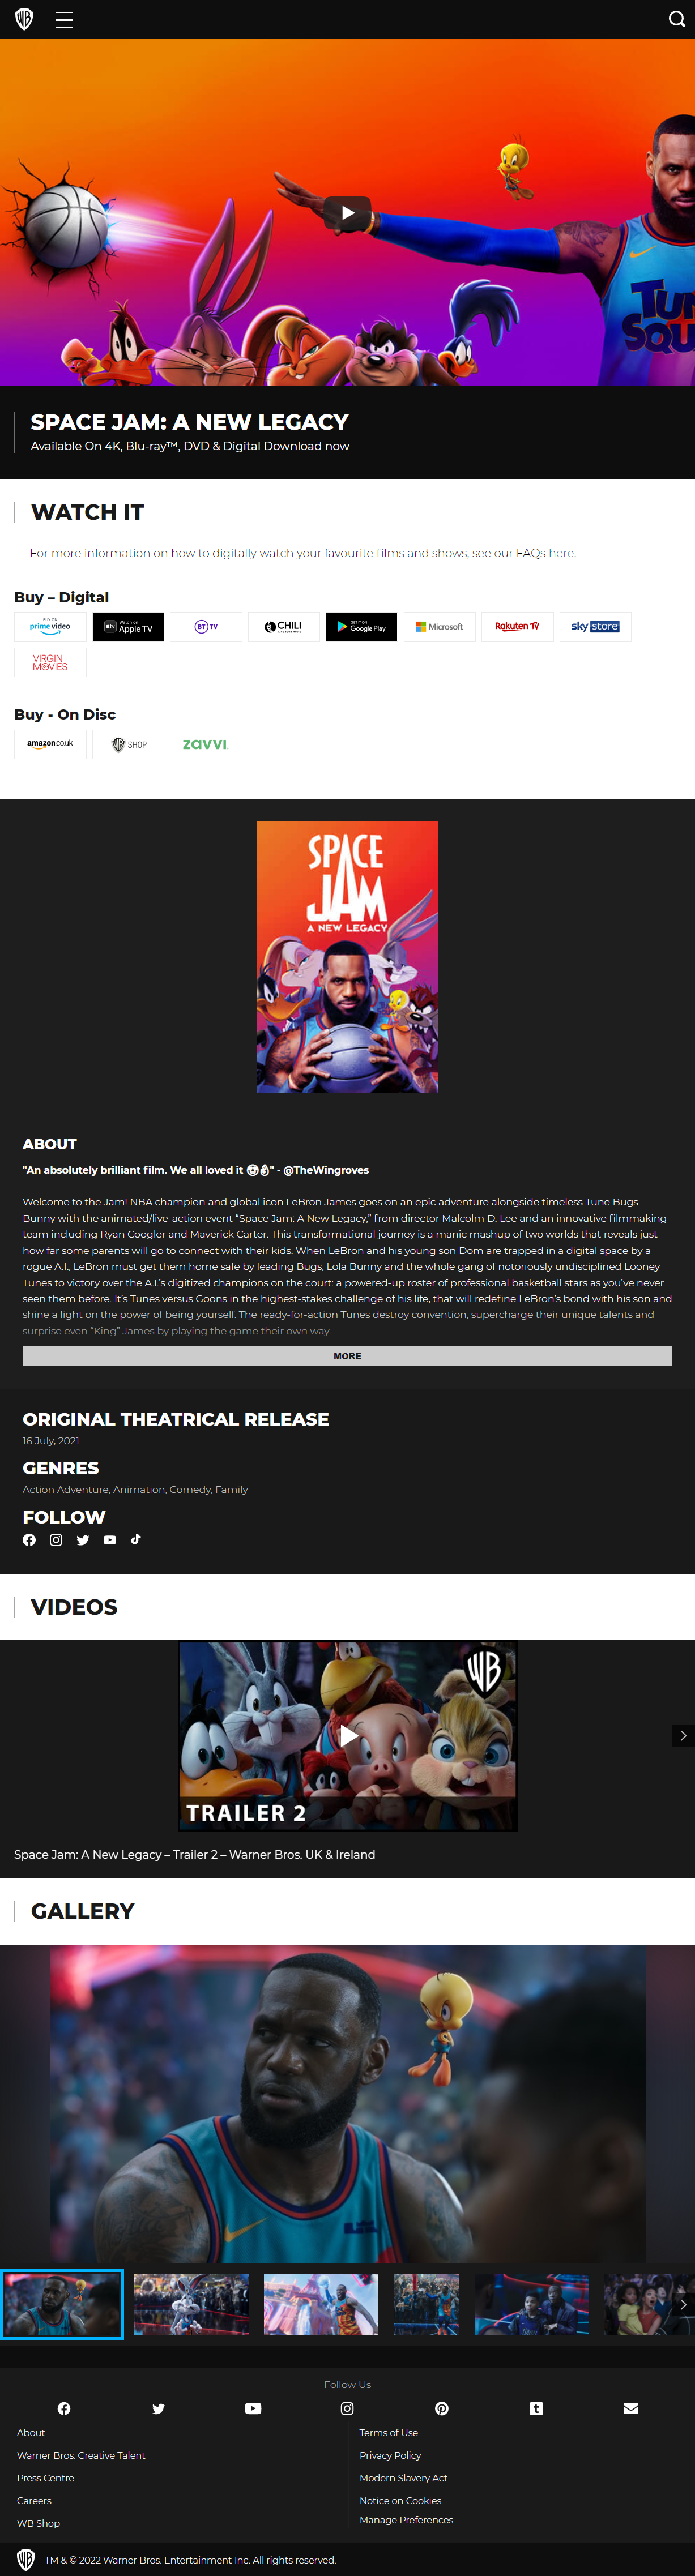 WB
TUNE
SQUAD
SPACE JAM: A NEW LEGACY
Available On 4K, Blu-ray™, DVD & Digital Download now
WATCH IT
For more information on how to digitally watch your favourite films and shows, see our FAQs here.
Buy – Digital
BUY ON
prime video
Watch on
Apple TV
BT TV
CHILI
GET IT ON
Google Play
Microsoft
Rakuten TV
sky store
VIRGIN
MOVIES
Buy - On Disc
amazon.co.uk
WB SHOP
ZAVVI.
SPACE
JAM
A NEW LEGACY
ABOUT
"An absolutely brilliant film. We all loved it 🤩👌" - @TheWingroves
Welcome to the Jam! NBA champion and global icon LeBron James goes on an epic adventure alongside timeless Tune Bugs
Bunny with the animated/live-action event “Space Jam: A New Legacy,” from director Malcolm D. Lee and an innovative filmmaking
team including Ryan Coogler and Maverick Carter. This transformational journey is a manic mashup of two worlds that reveals just
how far some parents will go to connect with their kids. When LeBron and his young son Dom are trapped in a digital space by a
rogue A.I., LeBron must get them home safe by leading Bugs, Lola Bunny and the whole gang of notoriously undisciplined Looney
Tunes to victory over the A.I.’s digitized champions on the court: a powered-up roster of professional basketball stars as you’ve never
seen them before. It’s Tunes versus Goons in the highest-stakes challenge of his life, that will redefine LeBron’s bond with his son and
shine a light on the power of being yourself. The ready-for-action Tunes destroy convention, supercharge their unique talents and
surprise even “King” James by playing the game their own way.
MORE
ORIGINAL THEATRICAL RELEASE
16 July, 2021
GENRES
Action Adventure, Animation, Comedy, Family
FOLLOW
VIDEOS
WB
TRAILER 2
Space Jam: A New Legacy – Trailer 2 – Warner Bros. UK & Ireland
GALLERY
Follow Us
About
Warner Bros. Creative Talent
Press Centre
Careers
WB Shop
Terms of Use
Privacy Policy
Modern Slavery Act
Notice on Cookies
Manage Preferences
WB TM & © 2022 Warner Bros. Entertainment Inc. All rights reserved.